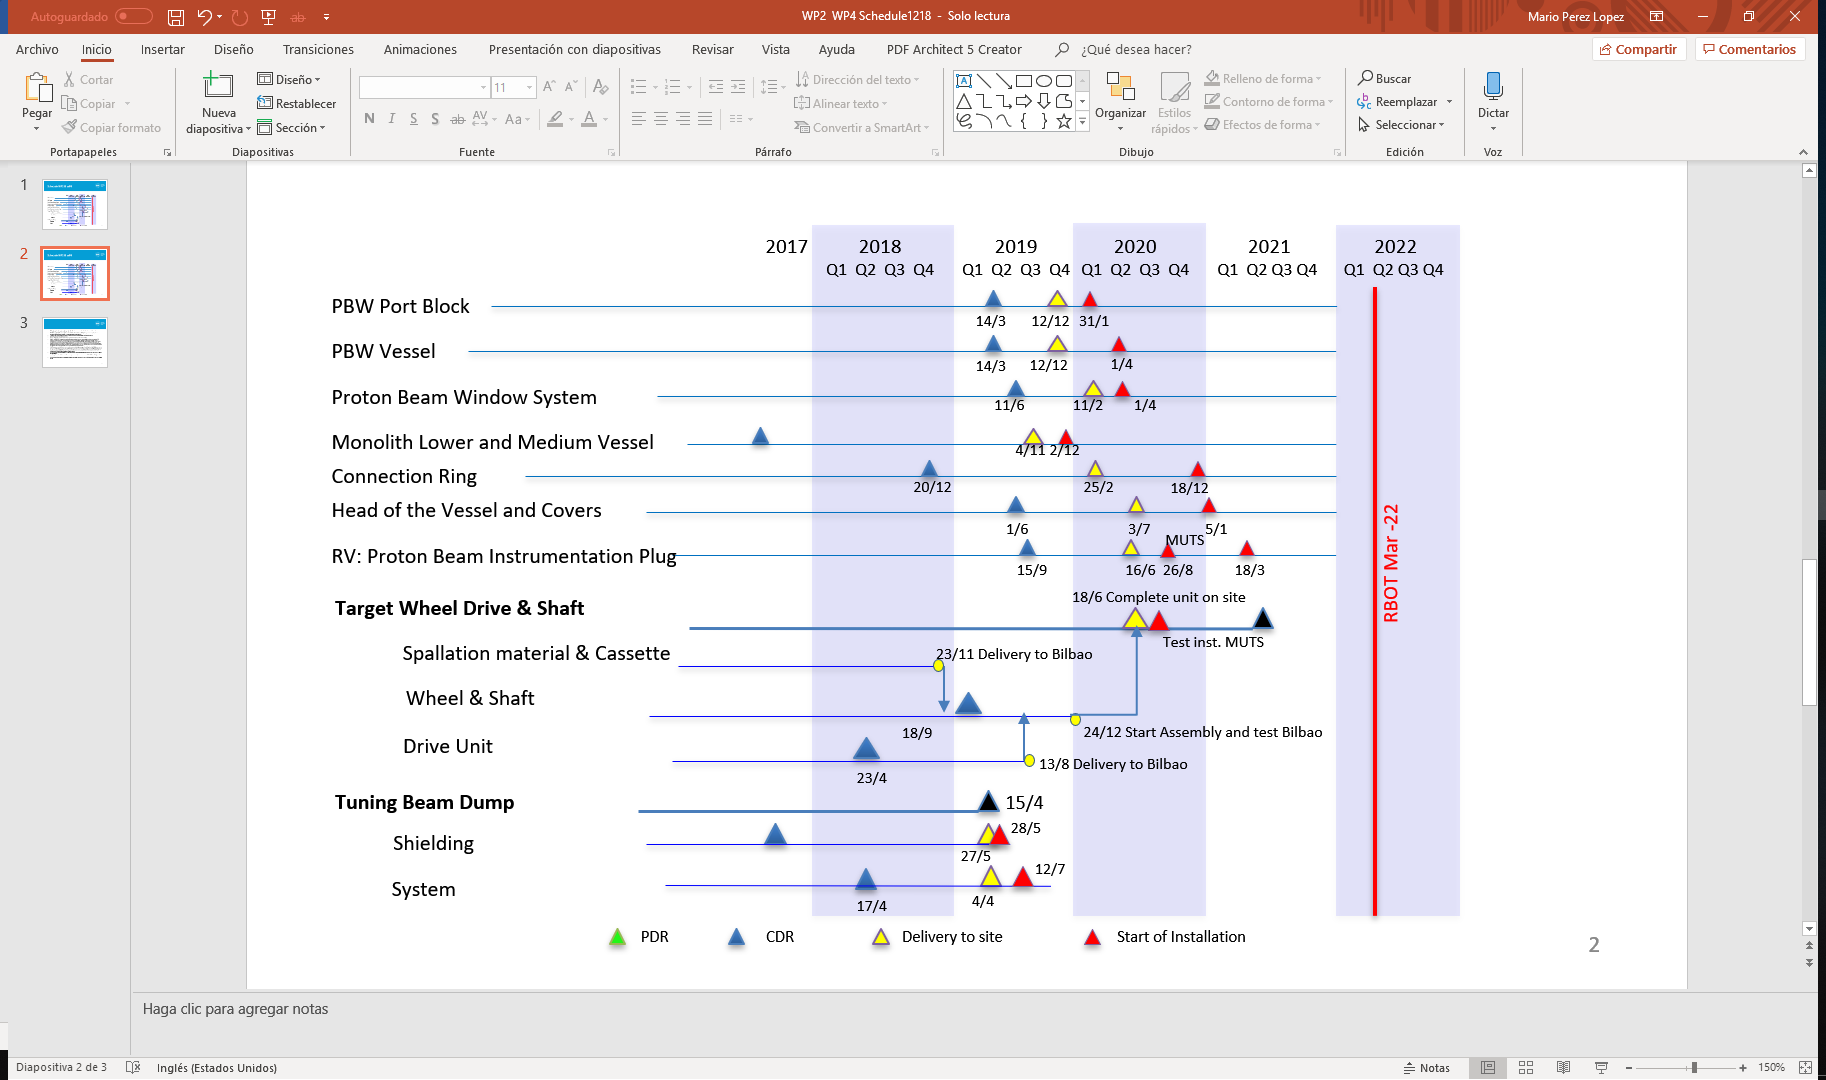 Autoguardado
WP2 WP4 Schedule1218 - Solo lectura
Mario Perez Lopez
Archivo Inicio Insertar Diseño Transiciones Animaciones Presentación con diapositivas Revisar Vista Ayuda PDF Architect 5 Creator ¿Qué desea hacer? Compartir Comentarios
Pegar
Cortar
Copiar
Copiar formato
Portapapeles
Nueva diapositiva
Diseño
Restablecer
Sección
Diapositivas
11
N K S S ab AV Aa A
Fuente
Dirección del texto
Alinear texto
Convertir a SmartArt
Párrafo
Organizar
Estilos rápidos
Relleno de forma
Contorno de forma
Efectos de forma
Dibujo
Buscar
Reemplazar
Seleccionar
Edición
Dictar
Voz
1
2
3
2017 2018 2019 2020 2021 2022
Q1 Q2 Q3 Q4 Q1 Q2 Q3 Q4 Q1 Q2 Q3 Q4 Q1 Q2 Q3 Q4 Q1 Q2 Q3 Q4
PBW Port Block
14/3 12/12 31/1
PBW Vessel
14/3 12/12 1/4
Proton Beam Window System
11/6 11/2 1/4
Monolith Lower and Medium Vessel
4/11 2/12
Connection Ring
20/12 25/2 18/12
Head of the Vessel and Covers
1/6 3/7 5/1
MUTS
RV: Proton Beam Instrumentation Plug
15/9 16/6 26/8 18/3
RBOT Mar -22
18/6 Complete unit on site
Target Wheel Drive & Shaft
Test inst. MUTS
Spallation material & Cassette
23/11 Delivery to Bilbao
Wheel & Shaft
18/9 24/12 Start Assembly and test Bilbao
Drive Unit
13/8 Delivery to Bilbao
23/4
Tuning Beam Dump
15/4
28/5
Shielding
27/5
12/7
System
17/4 4/4
PDR CDR Delivery to site Start of Installation
2
Haga clic para agregar notas
Diapositiva 2 de 3 Inglés (Estados Unidos) Notas 150%